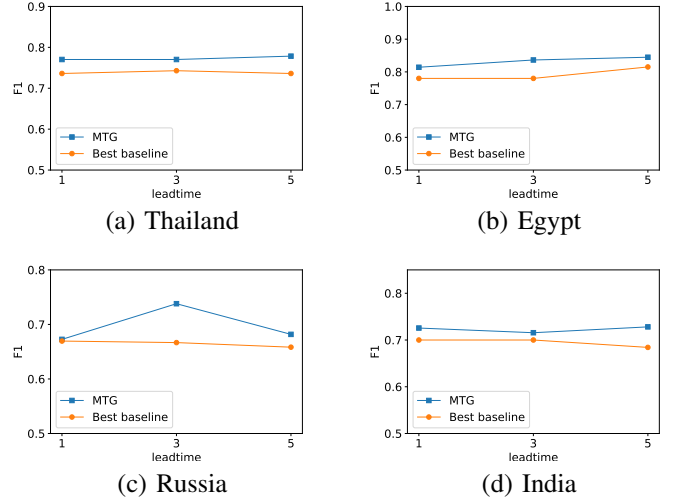 0.9
0.8
0.7
0.6
0.5
F1
MTG
Best baseline
1 3 5
leadtime
(a) Thailand
1.0
0.9
0.8
0.7
0.6
0.5
F1
MTG
Best baseline
1 3 5
leadtime
(b) Egypt
0.8
0.7
0.6
0.5
F1
MTG
Best baseline
1 3 5
leadtime
(c) Russia
0.8
0.7
0.6
0.5
F1
MTG
Best baseline
1 3 5
leadtime
(d) India